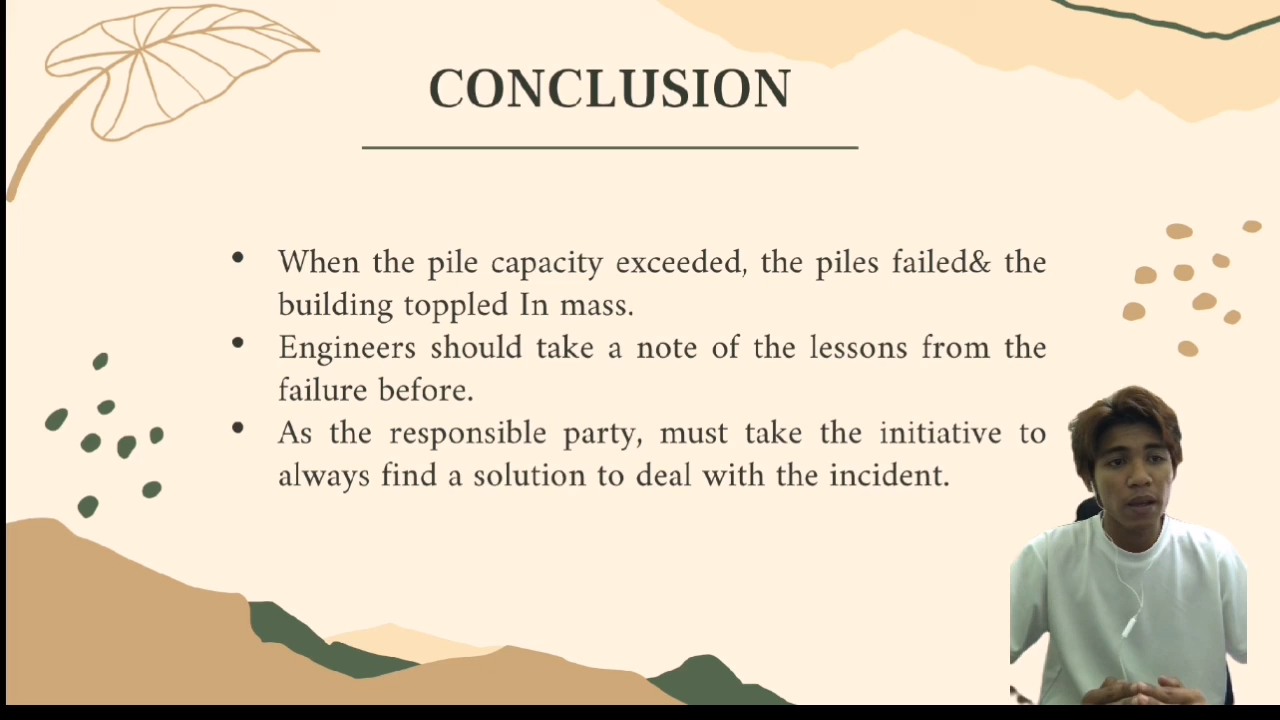 CONCLUSION
• When the pile capacity exceeded, the piles failed& the
building toppled In mass.
• Engineers should take a note of the lessons from the
failure before.
• As the responsible party, must take the initiative to
always find a solution to deal with the incident.